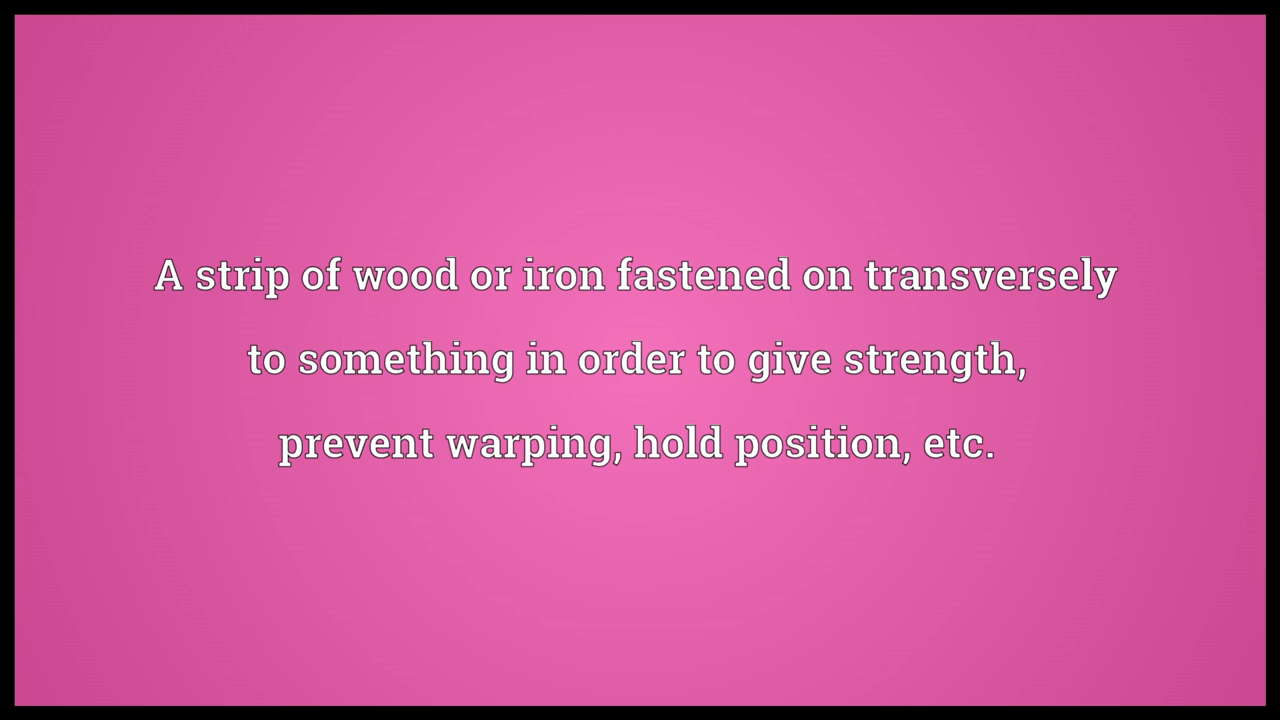 A strip of wood or iron fastened on transversely
to something in order to give strength,
prevent warping, hold position, etc.